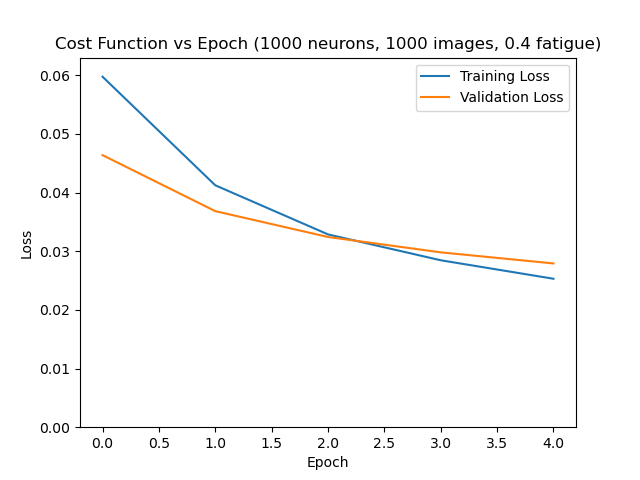 Cost Function vs Epoch (1000 neurons, 1000 images, 0.4 fatigue)
Training Loss
Validation Loss
0.06
0.05
0.04
0.03
0.02
0.01
0.00
Loss
0.0 0.5 1.0 1.5 2.0 2.5 3.0 3.5 4.0
Epoch